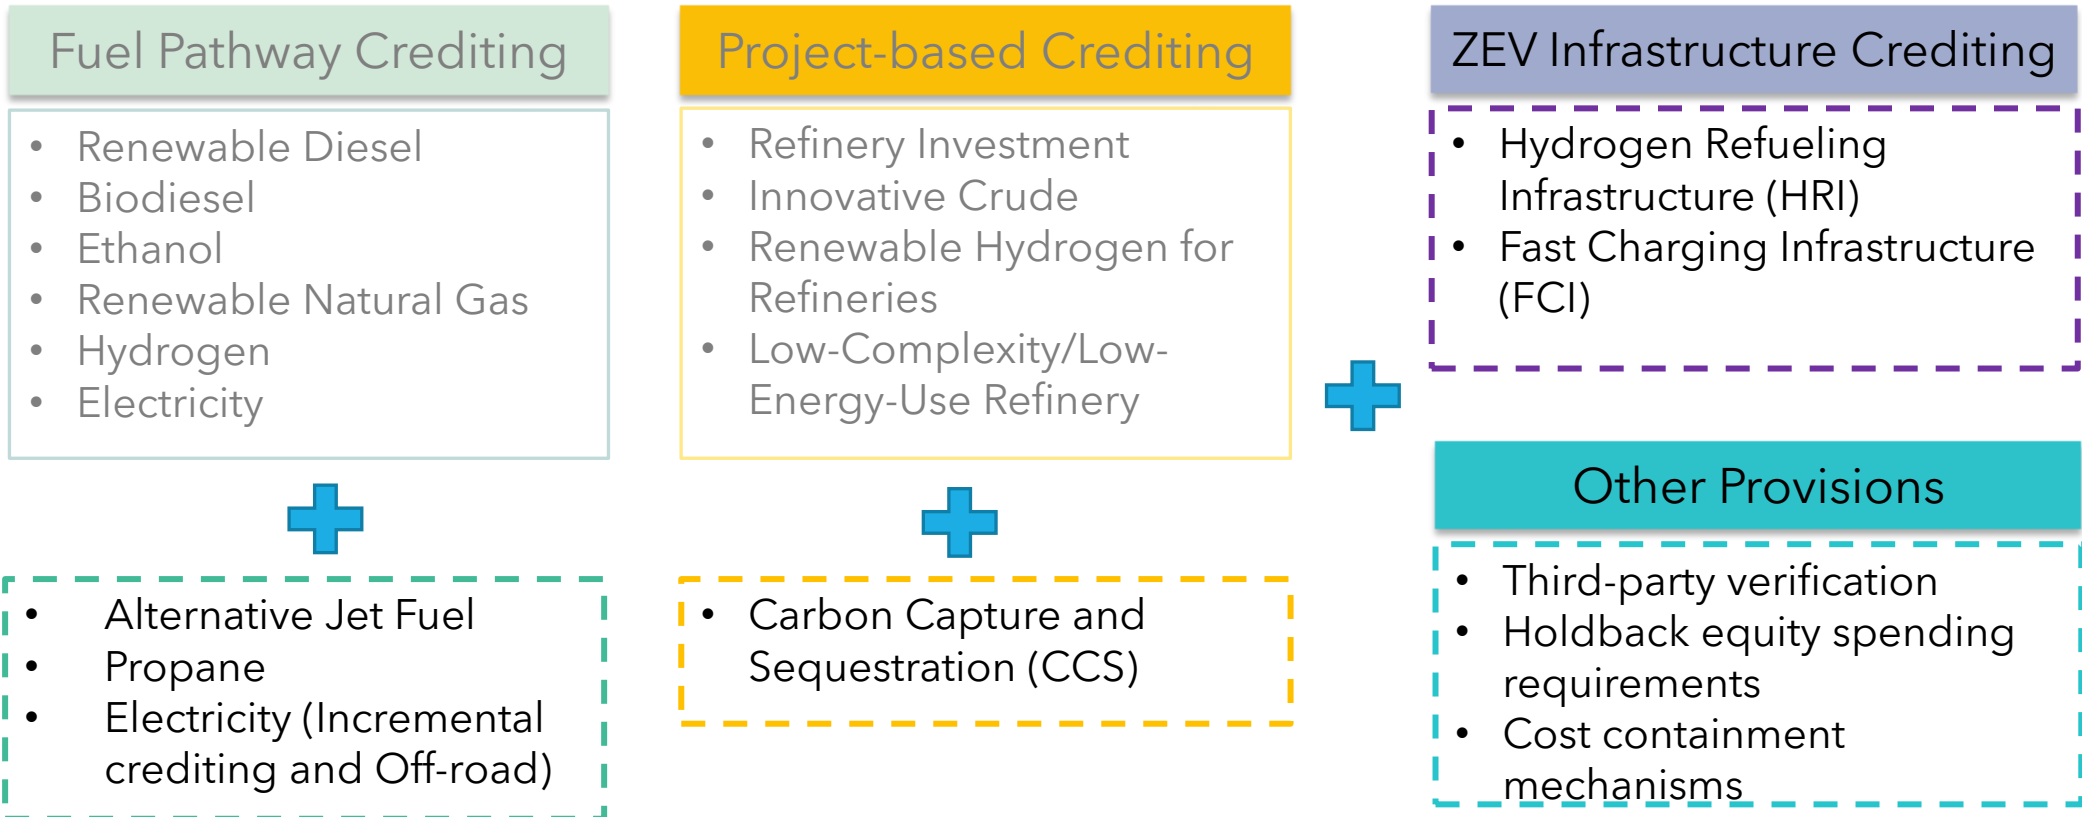 Fuel Pathway Crediting
• Renewable Diesel
• Biodiesel
• Ethanol
• Renewable Natural Gas
• Hydrogen
• Electricity
• Alternative Jet Fuel
• Propane
• Electricity (Incremental
crediting and Off-road)
Project-based Crediting
• Refinery Investment
• Innovative Crude
• Renewable Hydrogen for
Refineries
• Low-Complexity/Low-
Energy-Use Refinery
• Carbon Capture and
Sequestration (CCS)
ZEV Infrastructure Crediting
• Hydrogen Refueling
Infrastructure (HRI)
• Fast Charging Infrastructure
(FCI)
Other Provisions
• Third-party verification
• Holdback equity spending
requirements
• Cost containment
mechanisms